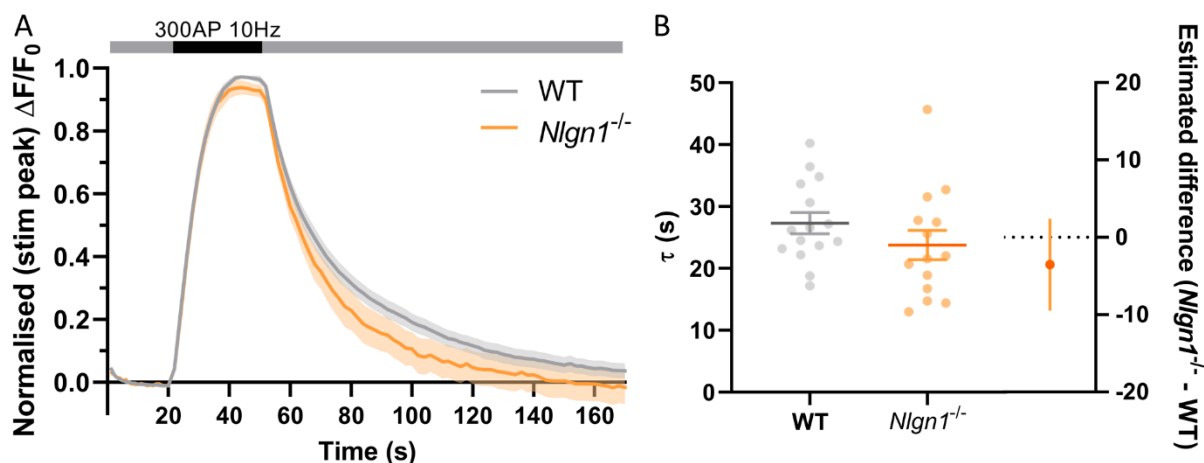 A
300AP 10Hz
Normalised (stim peak) ΔF/F₀
1.0
0.8
0.6
0.4
0.2
0.0
20 40 60 80 100 120 140 160
Time (s)
WT
Nlgn1⁻/⁻
B
τ (s)
50
40
30
20
10
0
WT Nlgn1⁻/⁻
20
10
0
-10
-20
Estimated difference (Nlgn1⁻/⁻ - WT)